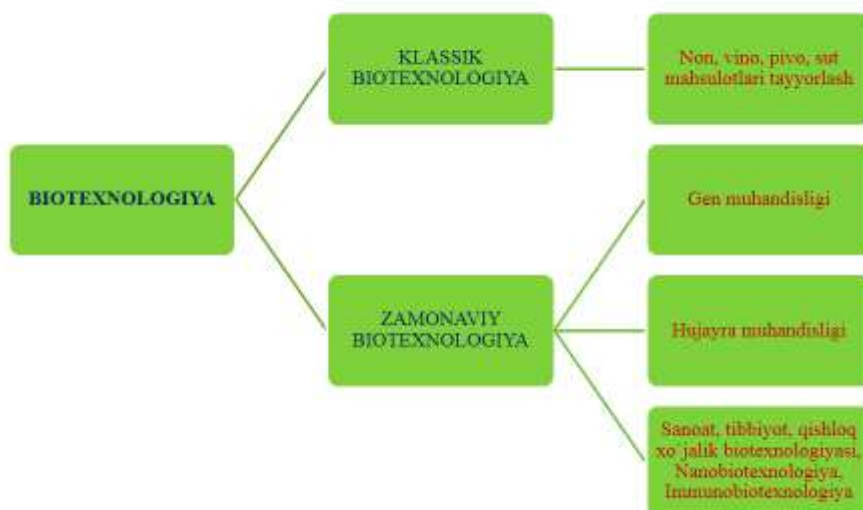 BIOTEXNOLOGIYA
KLASSIK
BIOTEXNOLOGIYA
Non, vino, pivo, sut
mahsulotlari tayyorlash
ZAMONAVIY
BIOTEXNOLOGIYA
Gen muhandisligi
Hujayra muhandisligi
Sanoat, tibbiyot, qishloq
xo jalik biotexnologiyasi,
Nanobiotexnologiya,
Immunobiotexnologiya